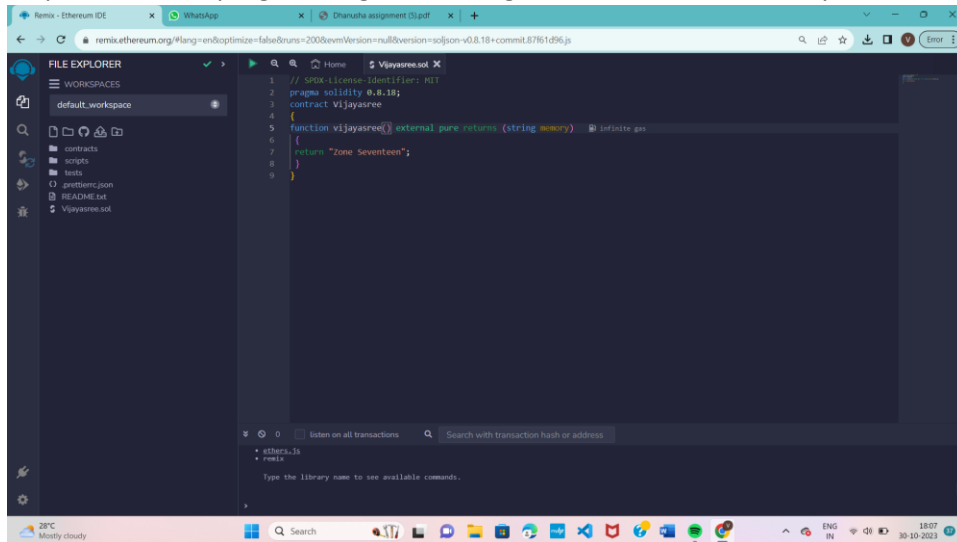 Remix - Ethereum IDE
WhatsApp
Dhanusha assignment (5).pdf
remix.ethereum.org/#lang=en&optimize=false&runs=200&evmVersion=null&version=soljson-v0.8.18+commit.87f61d96.js
V
Error
FILE EXPLORER
WORKSPACES
default_workspace
contracts
scripts
tests
.prettierrc.json
README.txt
Vijayasree.sol
Home
Vijayasree.sol
1 // SPDX-License-Identifier: MIT
2 pragma solidity 0.8.18;
3 contract Vijayasree
4 {
5 function vijayasree() external pure returns (string memory) infinite gas
6 {
7 return "Zone Seventeen";
8 }
9 }
0 listen on all transactions Search with transaction hash or address
• ethers.js
• remix
Type the library name to see available commands.
>
28°C
Mostly cloudy
Search
ENG
IN
18:07
30-10-2023